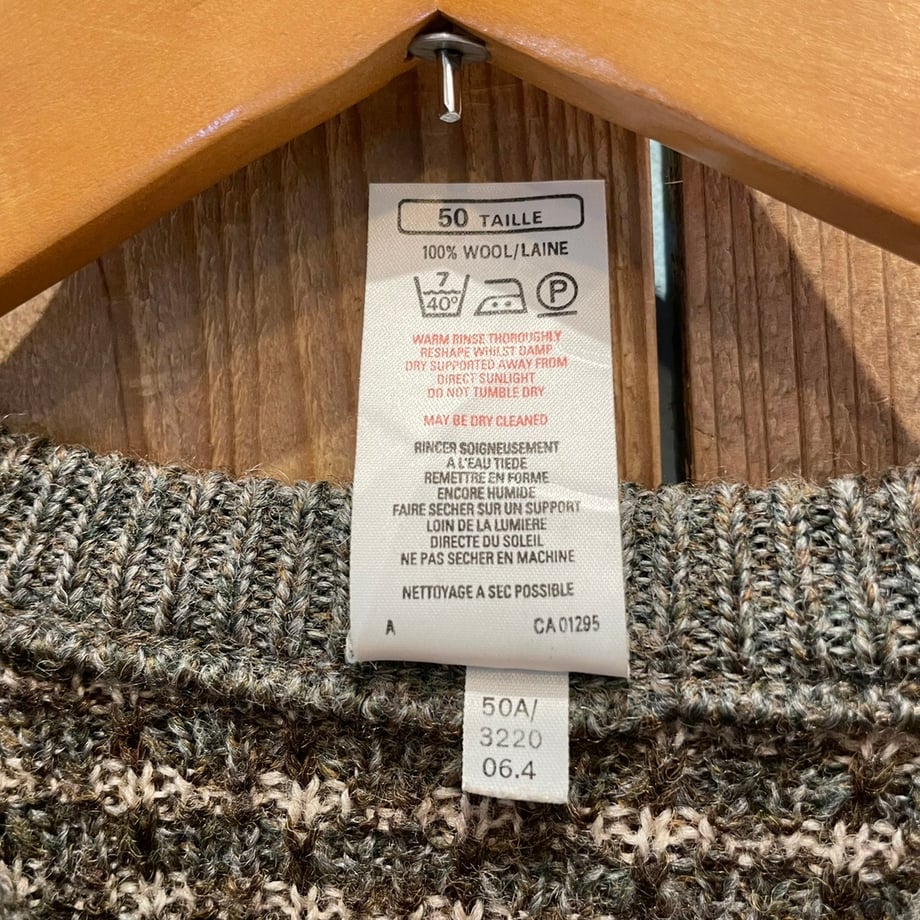 50 TAILLE
100% WOOL/LAINE
7
40°
P
WARM RINSE THOROUGHLY
RESHAPE WHILST DAMP
DRY SUPPORTED AWAY FROM
DIRECT SUNLIGHT
DO NOT TUMBLE DRY
MAY BE DRY CLEANED
RINCER SOIGNEUSEMENT
A L'EAU TIEDE
REMETTRE EN FORME
ENCORE HUMIDE
FAIRE SECHER SUR UN SUPPORT
LOIN DE LA LUMIERE
DIRECTE DU SOLEIL
NE PAS SECHER EN MACHINE
NETTOYAGE A SEC POSSIBLE
A CA 01295
50A/
3220
06.4